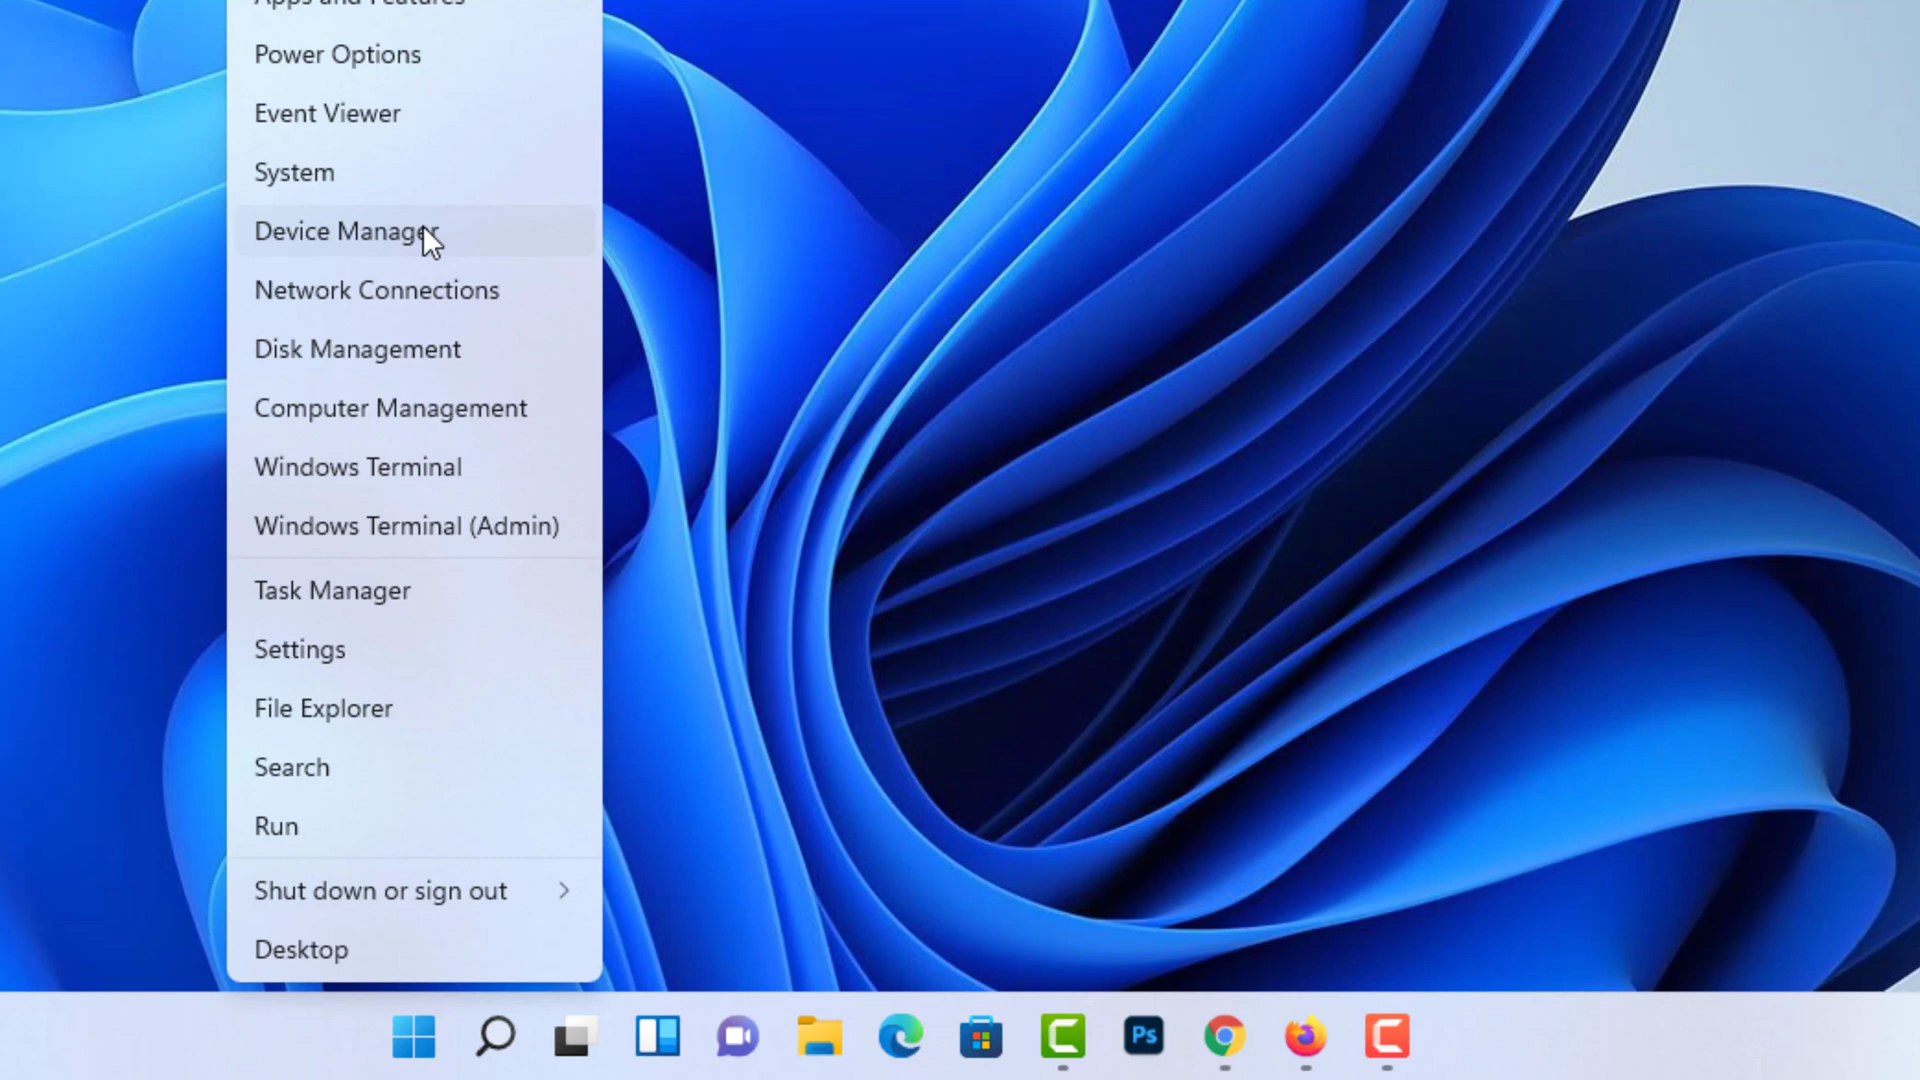 Apps and Features
Power Options
Event Viewer
System
Device Manager
Network Connections
Disk Management
Computer Management
Windows Terminal
Windows Terminal (Admin)
Task Manager
Settings
File Explorer
Search
Run
Shut down or sign out
Desktop
Ps